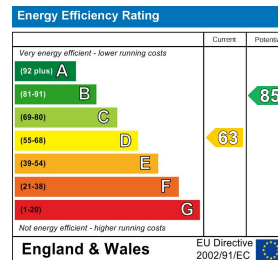 Energy Efficiency Rating
Current
Very energy efficient - lower running costs
(92 plus) A
(81-91) B
85
(69-80) C
(55-68) D
63
(39-54) E
(21-38) F
(1-20) G
Not energy efficient - higher running costs
England & Wales
EU Directive
2002/91/EC